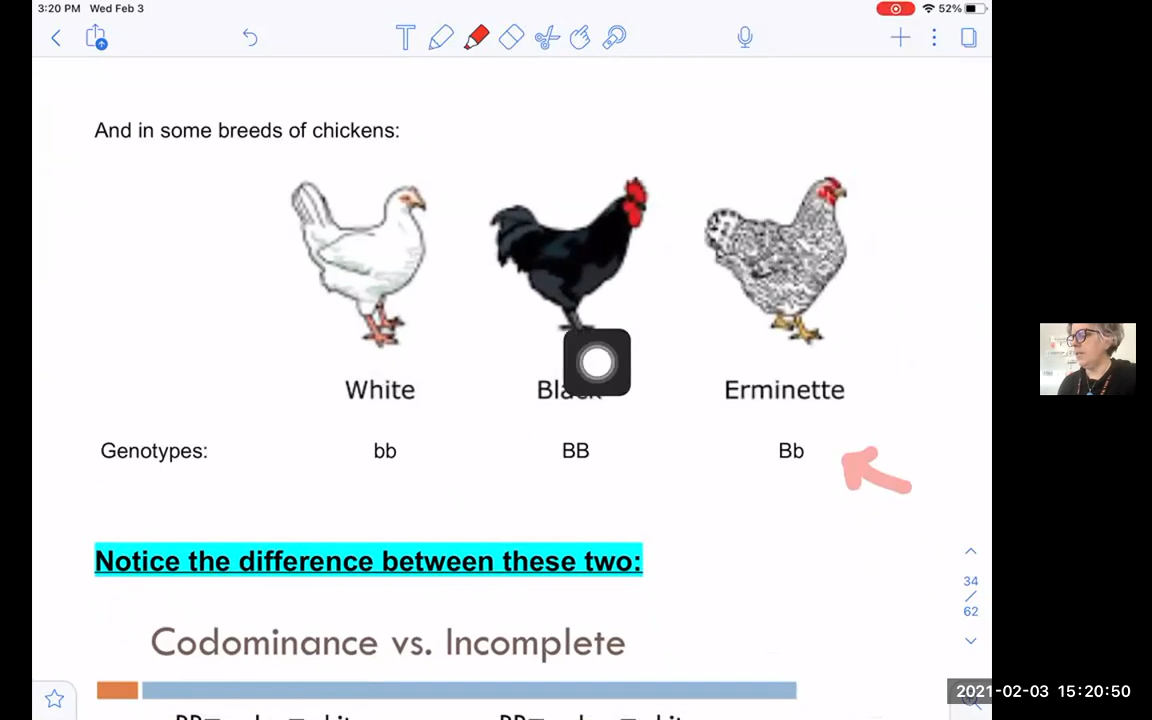 3:20 PM Wed Feb 3
52%
And in some breeds of chickens:
White
Erminette
Genotypes: bb BB Bb
Notice the difference between these two:
34
/
62
Codominance vs. Incomplete
2021-02-03 15:20:50